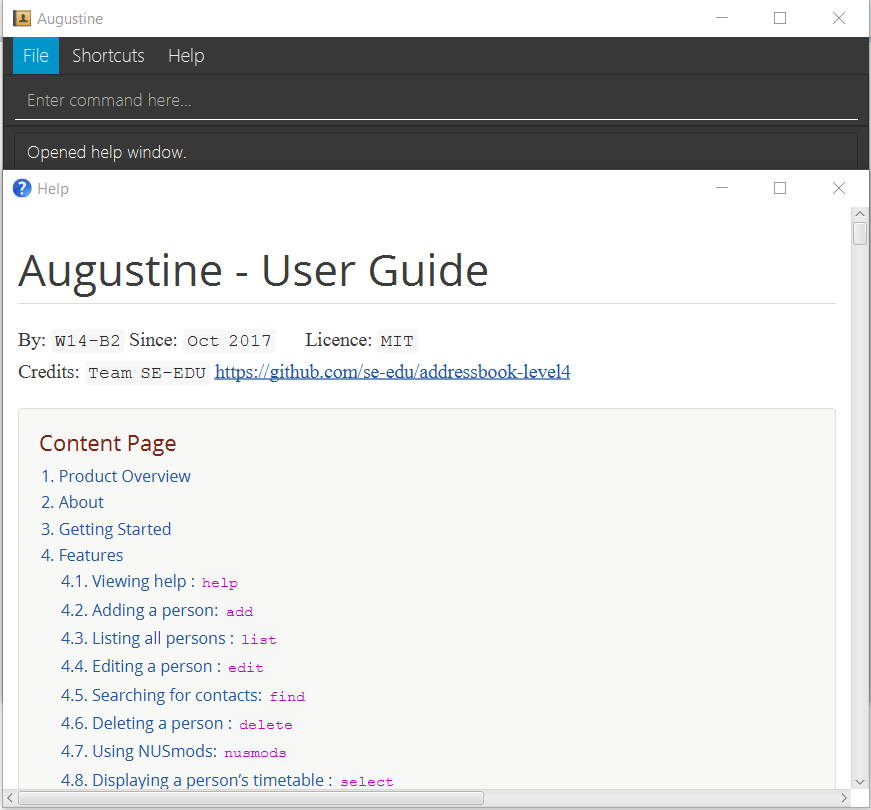 Augustine
File Shortcuts Help
Enter command here...
Opened help window.
Help
Augustine - User Guide
By: W14-B2 Since: Oct 2017 Licence: MIT
Credits: Team SE-EDU https://github.com/se-edu/addressbook-level4
Content Page
1. Product Overview
2. About
3. Getting Started
4. Features
4.1. Viewing help : help
4.2. Adding a person: add
4.3. Listing all persons : list
4.4. Editing a person : edit
4.5. Searching for contacts: find
4.6. Deleting a person : delete
4.7. Using NUSmods: nusmods
4.8. Displaying a person’s timetable : select